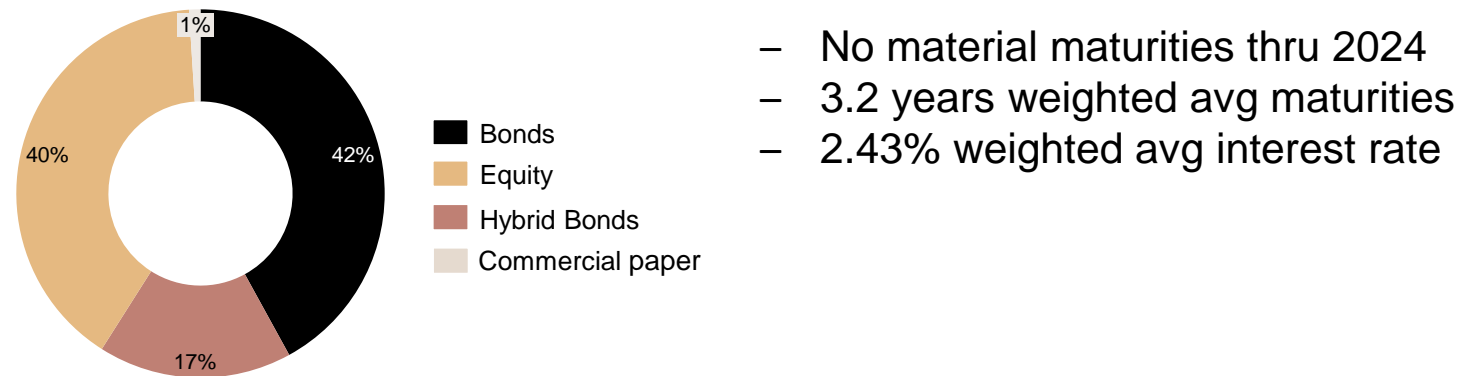 1%
40%
42%
17%
Bonds
Equity
Hybrid Bonds
Commercial paper
– No material maturities thru 2024
– 3.2 years weighted avg maturities
– 2.43% weighted avg interest rate